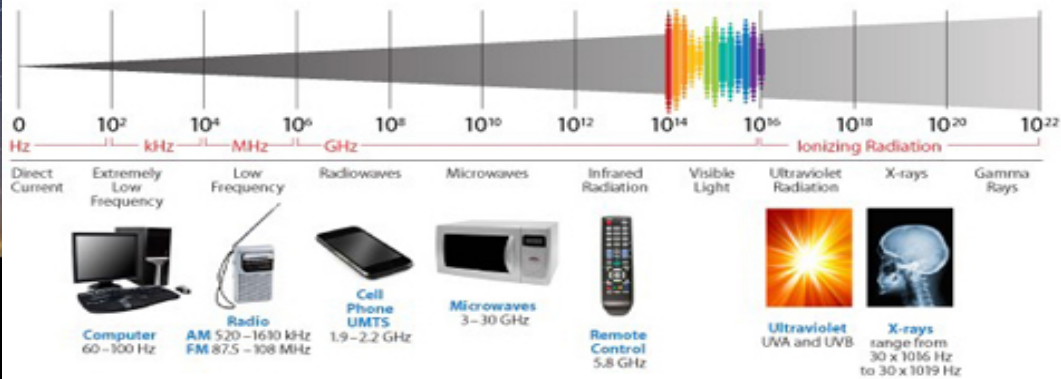 0 10² 10⁴ 10⁶ 10⁸ 10¹⁰ 10¹² 10¹⁴ 10¹⁶ 10¹⁸ 10²⁰ 10²²
Hz kHz MHz GHz Ionizing Radiation
Direct
Current
Extremely
Low
Frequency
Low
Frequency
Radiowaves
Microwaves
Infrared
Radiation
Visible
Light
Ultraviolet
Radiation
X-rays
Gamma
Rays
Computer
60–100 Hz
Radio
AM 520–1610 kHz
FM 87.5–108 MHz
Cell
Phone
UMTS
1.9–2.2 GHz
Microwaves
3–30 GHz
Remote
Control
5.8 GHz
Ultraviolet
UVA and UVB
X-rays
range from
30 x 1016 Hz
to 30 x 1019 Hz